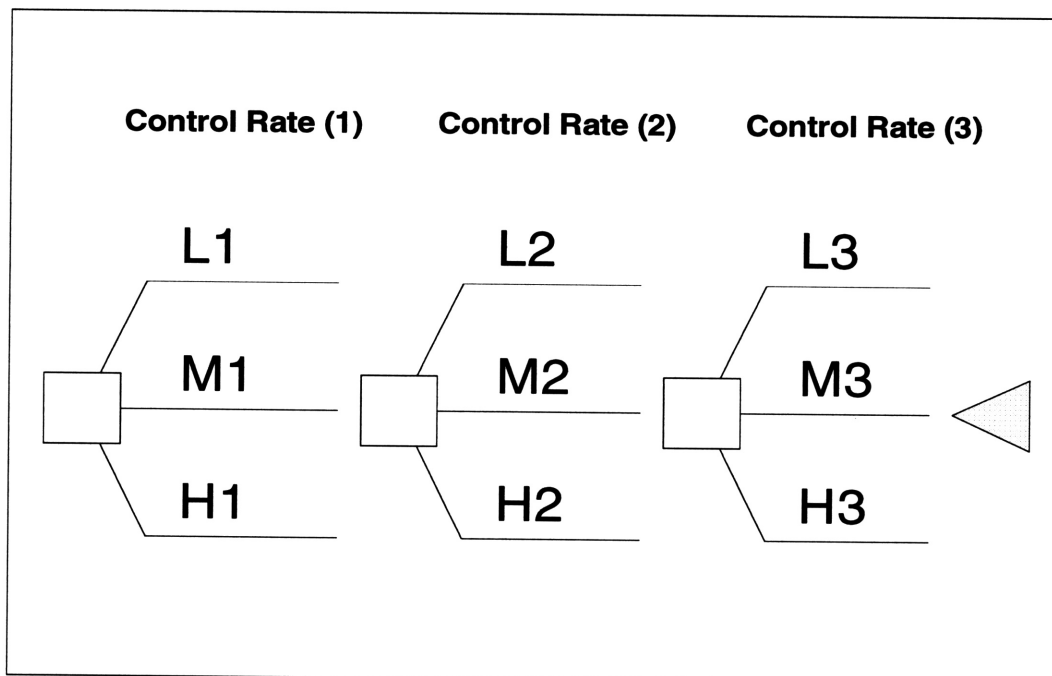 Control Rate (1) Control Rate (2) Control Rate (3)
L1 L2 L3
M1 M2 M3
H1 H2 H3